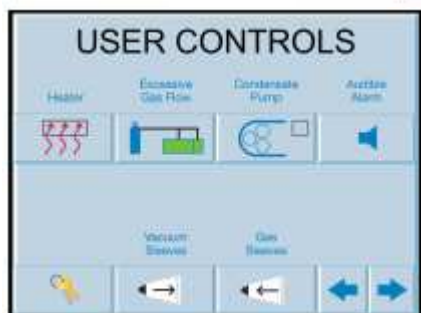 USER CONTROLS
Heater
Excessive
Gas Flow
Condensate
Pump
Audible
Alarm
Vacuum
Sleeves
Gas
Sleeves